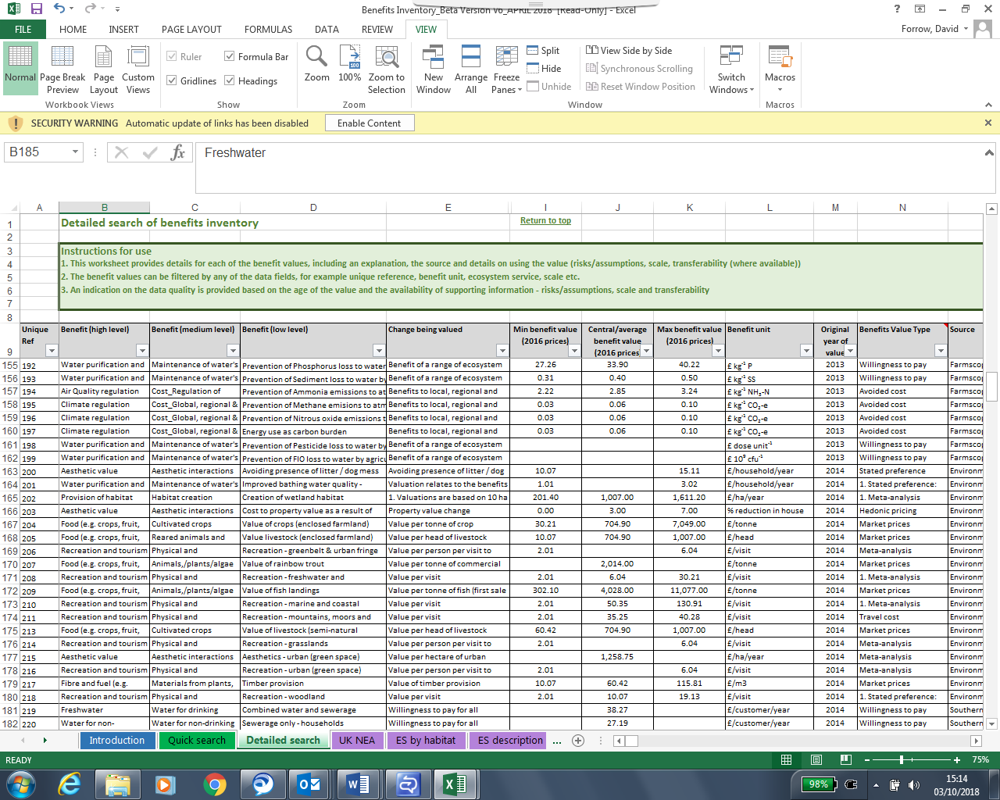 Benefits Inventory_Beta Version v6_APRIL 2018 [Read-Only] - Excel
FILE HOME INSERT PAGE LAYOUT FORMULAS DATA REVIEW VIEW Forrow, David
Normal Page Break Preview Page Layout Custom Views
Workbook Views
Ruler Formula Bar
Gridlines Headings
Show
Zoom 100% Zoom to Selection
Zoom
New Window Arrange All Freeze Panes
Split
Hide
Unhide
View Side by Side
Synchronous Scrolling
Reset Window Position
Switch Windows
Window
Macros
Macros
SECURITY WARNING Automatic update of links has been disabled Enable Content
B185 fx Freshwater
A B C D E I J K L M N
1 Detailed search of benefits inventory Return to top
2
3 Instructions for use
4 1. This worksheet provides details for each of the benefit values, including an explanation, the source and details on using the value (risks/assumptions, scale, transferability (where available))
5 2. The benefit values can be filtered by any of the data fields, for example unique reference, benefit unit, ecosystem service, scale etc.
6 3. An indication on the data quality is provided based on the age of the value and the availability of supporting information - risks/assumptions, scale and transferability
7
8
9 Unique Ref Benefit (high level) Benefit (medium level) Benefit (low level) Change being valued Min benefit value (2016 prices) Central/average benefit value (2016 prices Max benefit value (2016 prices) Benefit unit Original year of value Benefits Value Type Source
155 192 Water purification and Maintenance of water's Prevention of Phosphorus loss to water Benefit of a range of ecosystem 27.26 33.90 40.22 £ kg⁻¹ P 2013 Willingness to pay Farmscop
156 193 Water purification and Maintenance of water's Prevention of Sediment loss to water by Benefit of a range of ecosystem 0.31 0.40 0.50 £ kg⁻¹ SS 2013 Willingness to pay Farmscop
157 194 Air Quality regulation Cost_Regulation of Prevention of Ammonia emissions to at Benefits to local, regional and 2.22 2.85 3.24 £ kg⁻¹ NH₃-N 2013 Avoided cost Farmscop
158 195 Climate regulation Cost_Global, regional & Prevention of Methane emisions to atm Benefits to local, regional and 0.03 0.06 0.10 £ kg⁻¹ CO₂-e 2013 Avoided cost Farmscop
159 196 Climate regulation Cost_Global, regional & Prevention of Nitrous oxide emissions t Benefits to local, regional and 0.03 0.06 0.10 £ kg⁻¹ CO₂-e 2013 Avoided cost Farmscop
160 197 Climate regulation Cost_Global, regional & Energy use as carbon burden Benefits to local, regional and 0.03 0.06 0.10 £ kg⁻¹ CO₂-e 2013 Avoided cost Farmscop
161 198 Water purification and Maintenance of water's Prevention of Pesticide loss to water by Benefit of a range of ecosystem £ dose unit⁻¹ 2013 Willingness to pay Farmscop
162 199 Water purification and Maintenance of water's Prevention of FIO loss to water by agricu Benefit of a range of ecosystem £ 10⁹ cfu⁻¹ 2013 Willingness to pay Farmscop
163 200 Aesthetic value Aesthetic interactions Avoiding presence of litter / dog mess Avoiding presence of litter / dog 10.07 15.11 £/household/year 2014 Stated preference Environm
164 201 Water purification and Maintenance of water's Improved bathing water quality - Valuation relates to the benefits 1.01 3.02 £/household/year 2014 1. Stated preference: Environm
165 202 Provision of habitat Habitat creation Creation of wetland habitat 1. Valuations are based on 10 ha 201.40 1,007.00 1,611.20 £/ha/year 2014 1. Meta-analysis Environm
166 203 Aesthetic value Aesthetic interactions Cost to property value as a result of Property value change 0.00 3.00 7.00 % reduction in house 2014 Hedonic pricing Environm
167 204 Food (e.g. crops, fruit, Cultivated crops Value of crops (enclosed farmland) Value per tonne of crop 30.21 704.90 7,049.00 £/tonne 2014 Market prices Environm
168 205 Food (e.g. crops, fruit, Reared animals and Value livestock (enclosed farmland) Value per head of livestock 10.07 704.90 1,007.00 £/head 2014 Market prices Environm
169 206 Recreation and tourism Physical and Recreation - greenbelt & urban fringe Value per person per visit to 2.01 6.04 £/visit 2014 Meta-analysis Environm
170 207 Food (e.g. crops, fruit, Animals,/plants/algae Value of rainbow trout Value per tonne of commercial 2,014.00 £/tonne 2014 Market prices Environm
171 208 Recreation and tourism Physical and Recreation - freshwater and Value per visit 2.01 6.04 30.21 £/visit 2014 1. Meta-analysis Environm
172 209 Food (e.g. crops, fruit, Animals,/plants/algae Value of fish landings Value per tonne of fish (first sale 302.10 4,028.00 11,077.00 £/tonne 2014 Market prices Environm
173 210 Recreation and tourism Physical and Recreation - marine and coastal Value per visit 2.01 50.35 130.91 £/visit 2014 1. Meta-analysis Environm
174 211 Recreation and tourism Physical and Recreation - mountains, moors and Value per visit 2.01 35.25 40.28 £/visit 2014 Travel cost Environm
175 213 Food (e.g. crops, fruit, Cultivated crops Value of livestock (semi-natural Value per head of livestock 60.42 704.90 1,007.00 £/head 2014 Market prices Environm
176 214 Recreation and tourism Physical and Recreation - grasslands Value per person per visit to 2.01 6.04 £/visit 2014 Meta-analysis Environm
177 215 Aesthetic value Aesthetic interactions Aesthetics - urban (green space) Value per hectare of urban 1,258.75 £/ha/year 2014 Meta-analysis Environm
178 216 Recreation and tourism Physical and Recreation - urban (green space) Value per person per visit to 2.01 6.04 £/visit 2014 Meta-analysis Environm
179 217 Fibre and fuel (e.g. Materials from plants, Timber provision Value of timber provision 10.07 60.42 115.81 £/m3 2014 Market prices Environm
180 218 Recreation and tourism Physical and Recreation - woodland Value per visit 2.01 10.07 19.13 £/visit 2014 1. Stated preference: Environm
181 219 Freshwater Water for drinking Combined water and sewerage Willingness to pay for all 38.27 £/customer/year 2014 Willingness to pay Southern
182 220 Water for non- Water for non-drinking Sewerage only - households Willingness to pay for all 27.19 £/customer/year 2014 Willingness to pay Southern
Introduction Quick search Detailed search UK NEA ES by habitat ES description ...
READY 75%
98% 15:14
03/10/2018